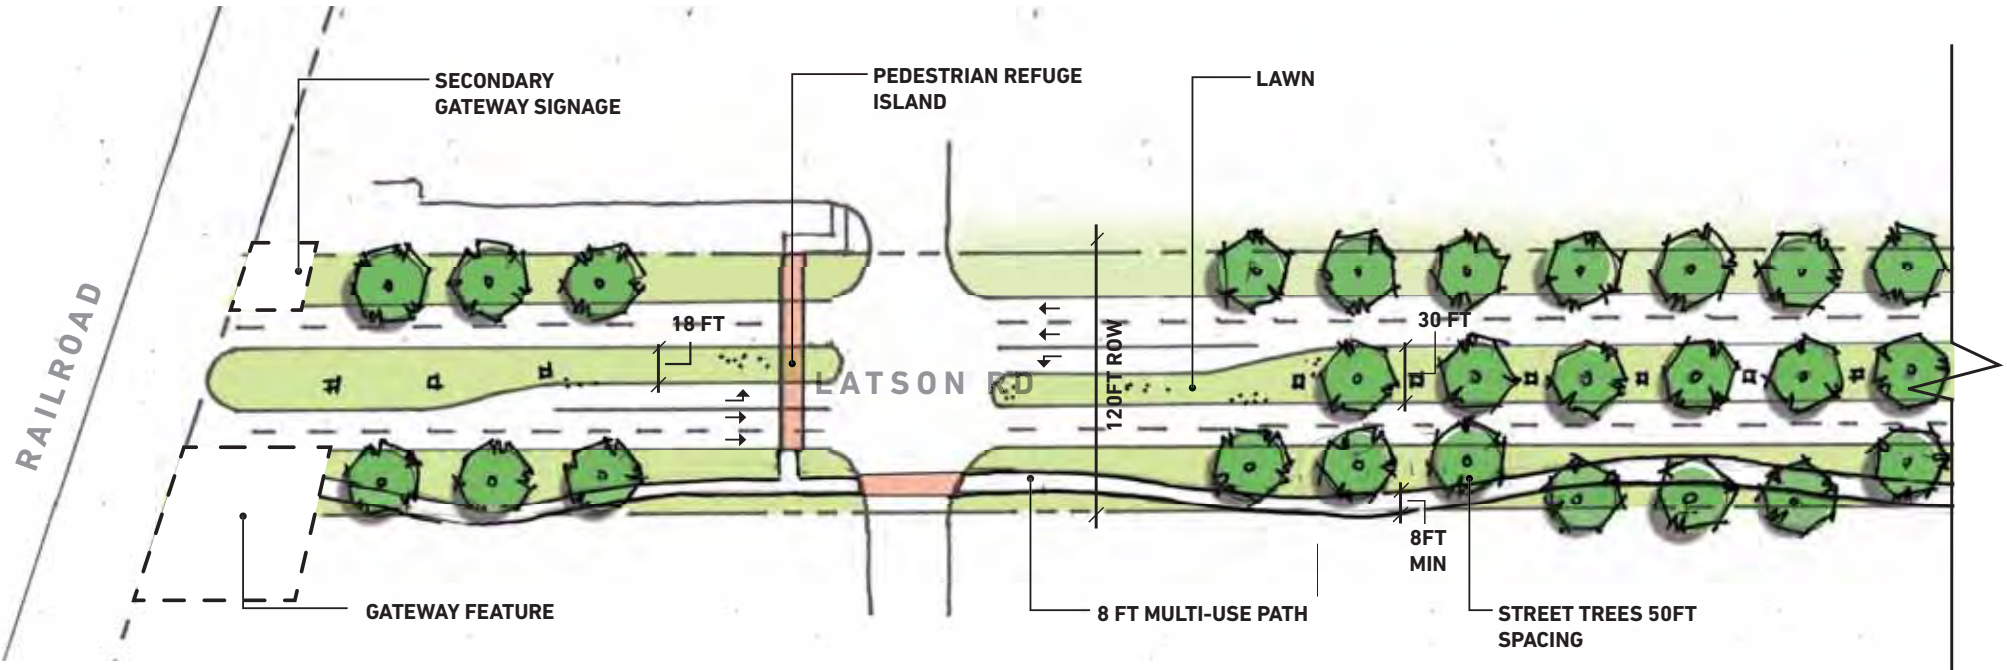 SECONDARY
GATEWAY SIGNAGE
PEDESTRIAN REFUGE
ISLAND
LAWN
RAILROAD
18 FT
30 FT
120FT ROW
LATSON RD
8FT
MIN
GATEWAY FEATURE
8 FT MULTI-USE PATH
STREET TREES 50FT
SPACING